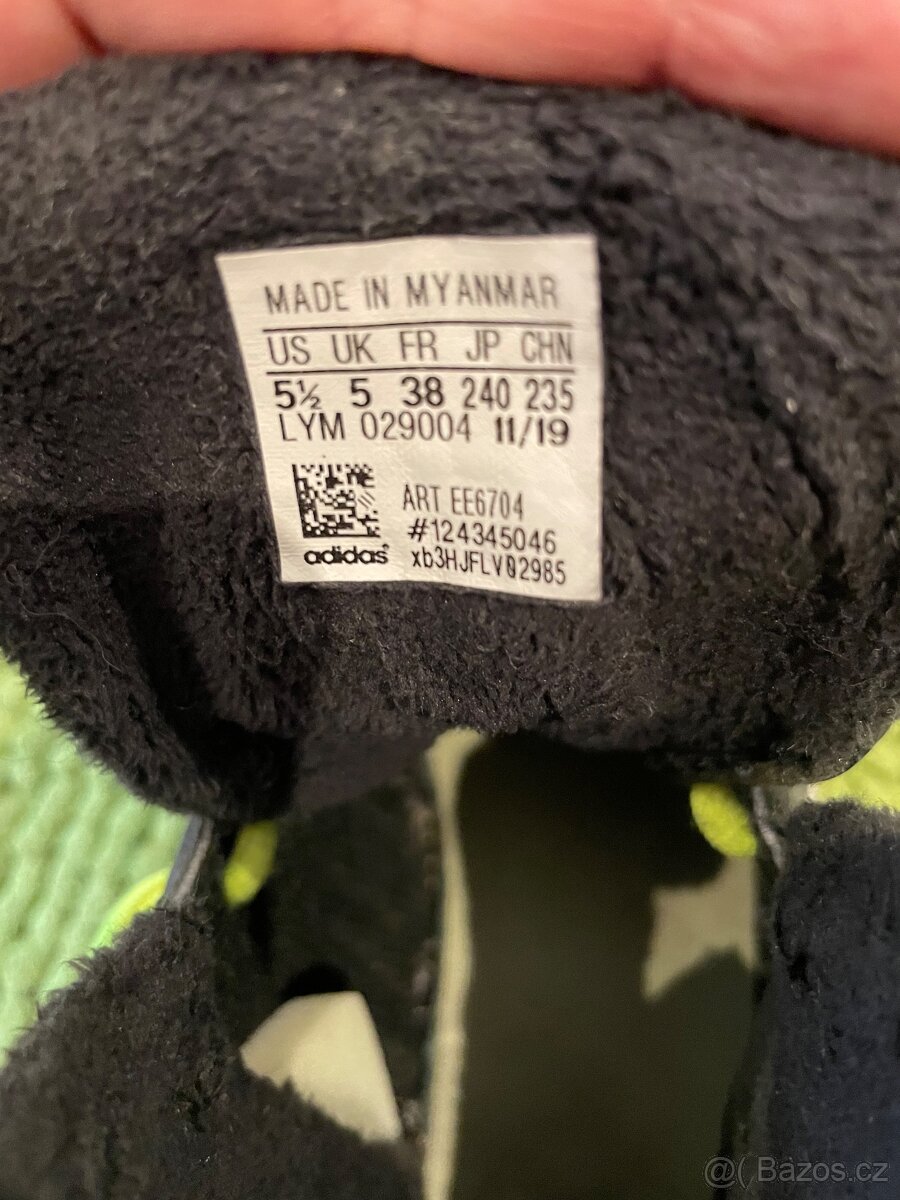 MADE IN MYANMAR
US UK FR JP CHN
5½ 5 38 240 235
LYM 029004 11/19
ART EE6704
#124345046
adidas xb3HJFLV02985
@( Bazos.cz